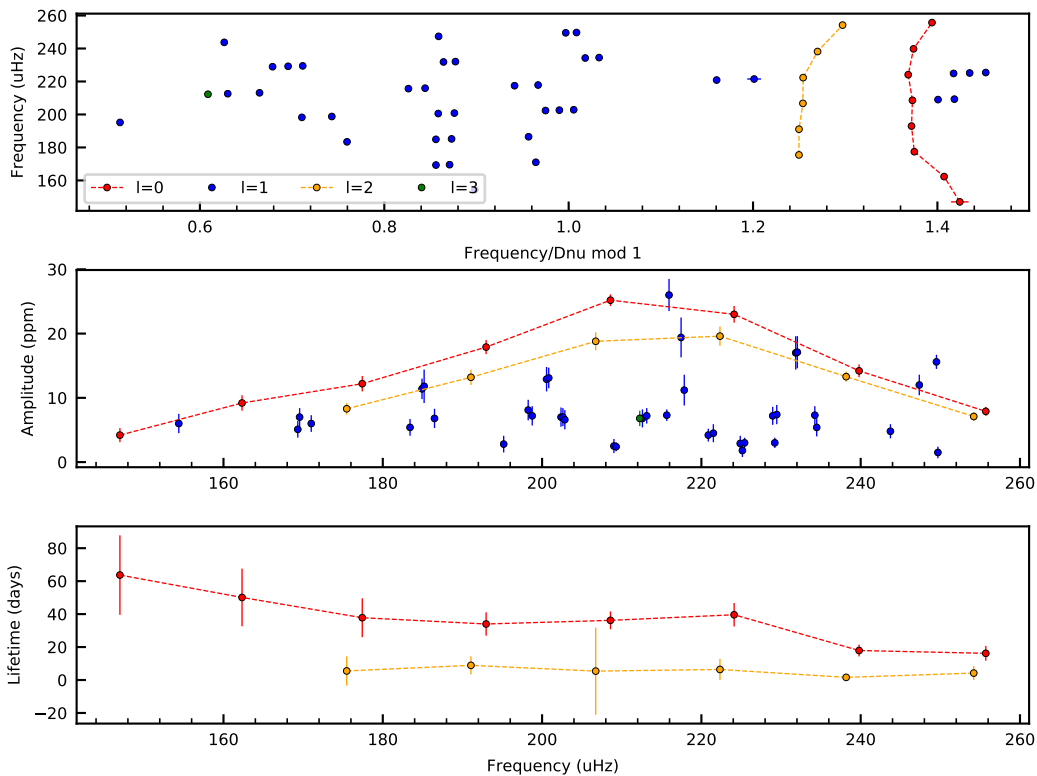 Frequency (uHz)
260
240
220
200
180
160
l=0 l=1 l=2 l=3
0.6 0.8 1.0 1.2 1.4
Frequency/Dnu mod 1
Amplitude (ppm)
30
20
10
0
160 180 200 220 240 260
Lifetime (days)
80
60
40
20
0
−20
160 180 200 220 240 260
Frequency (uHz)